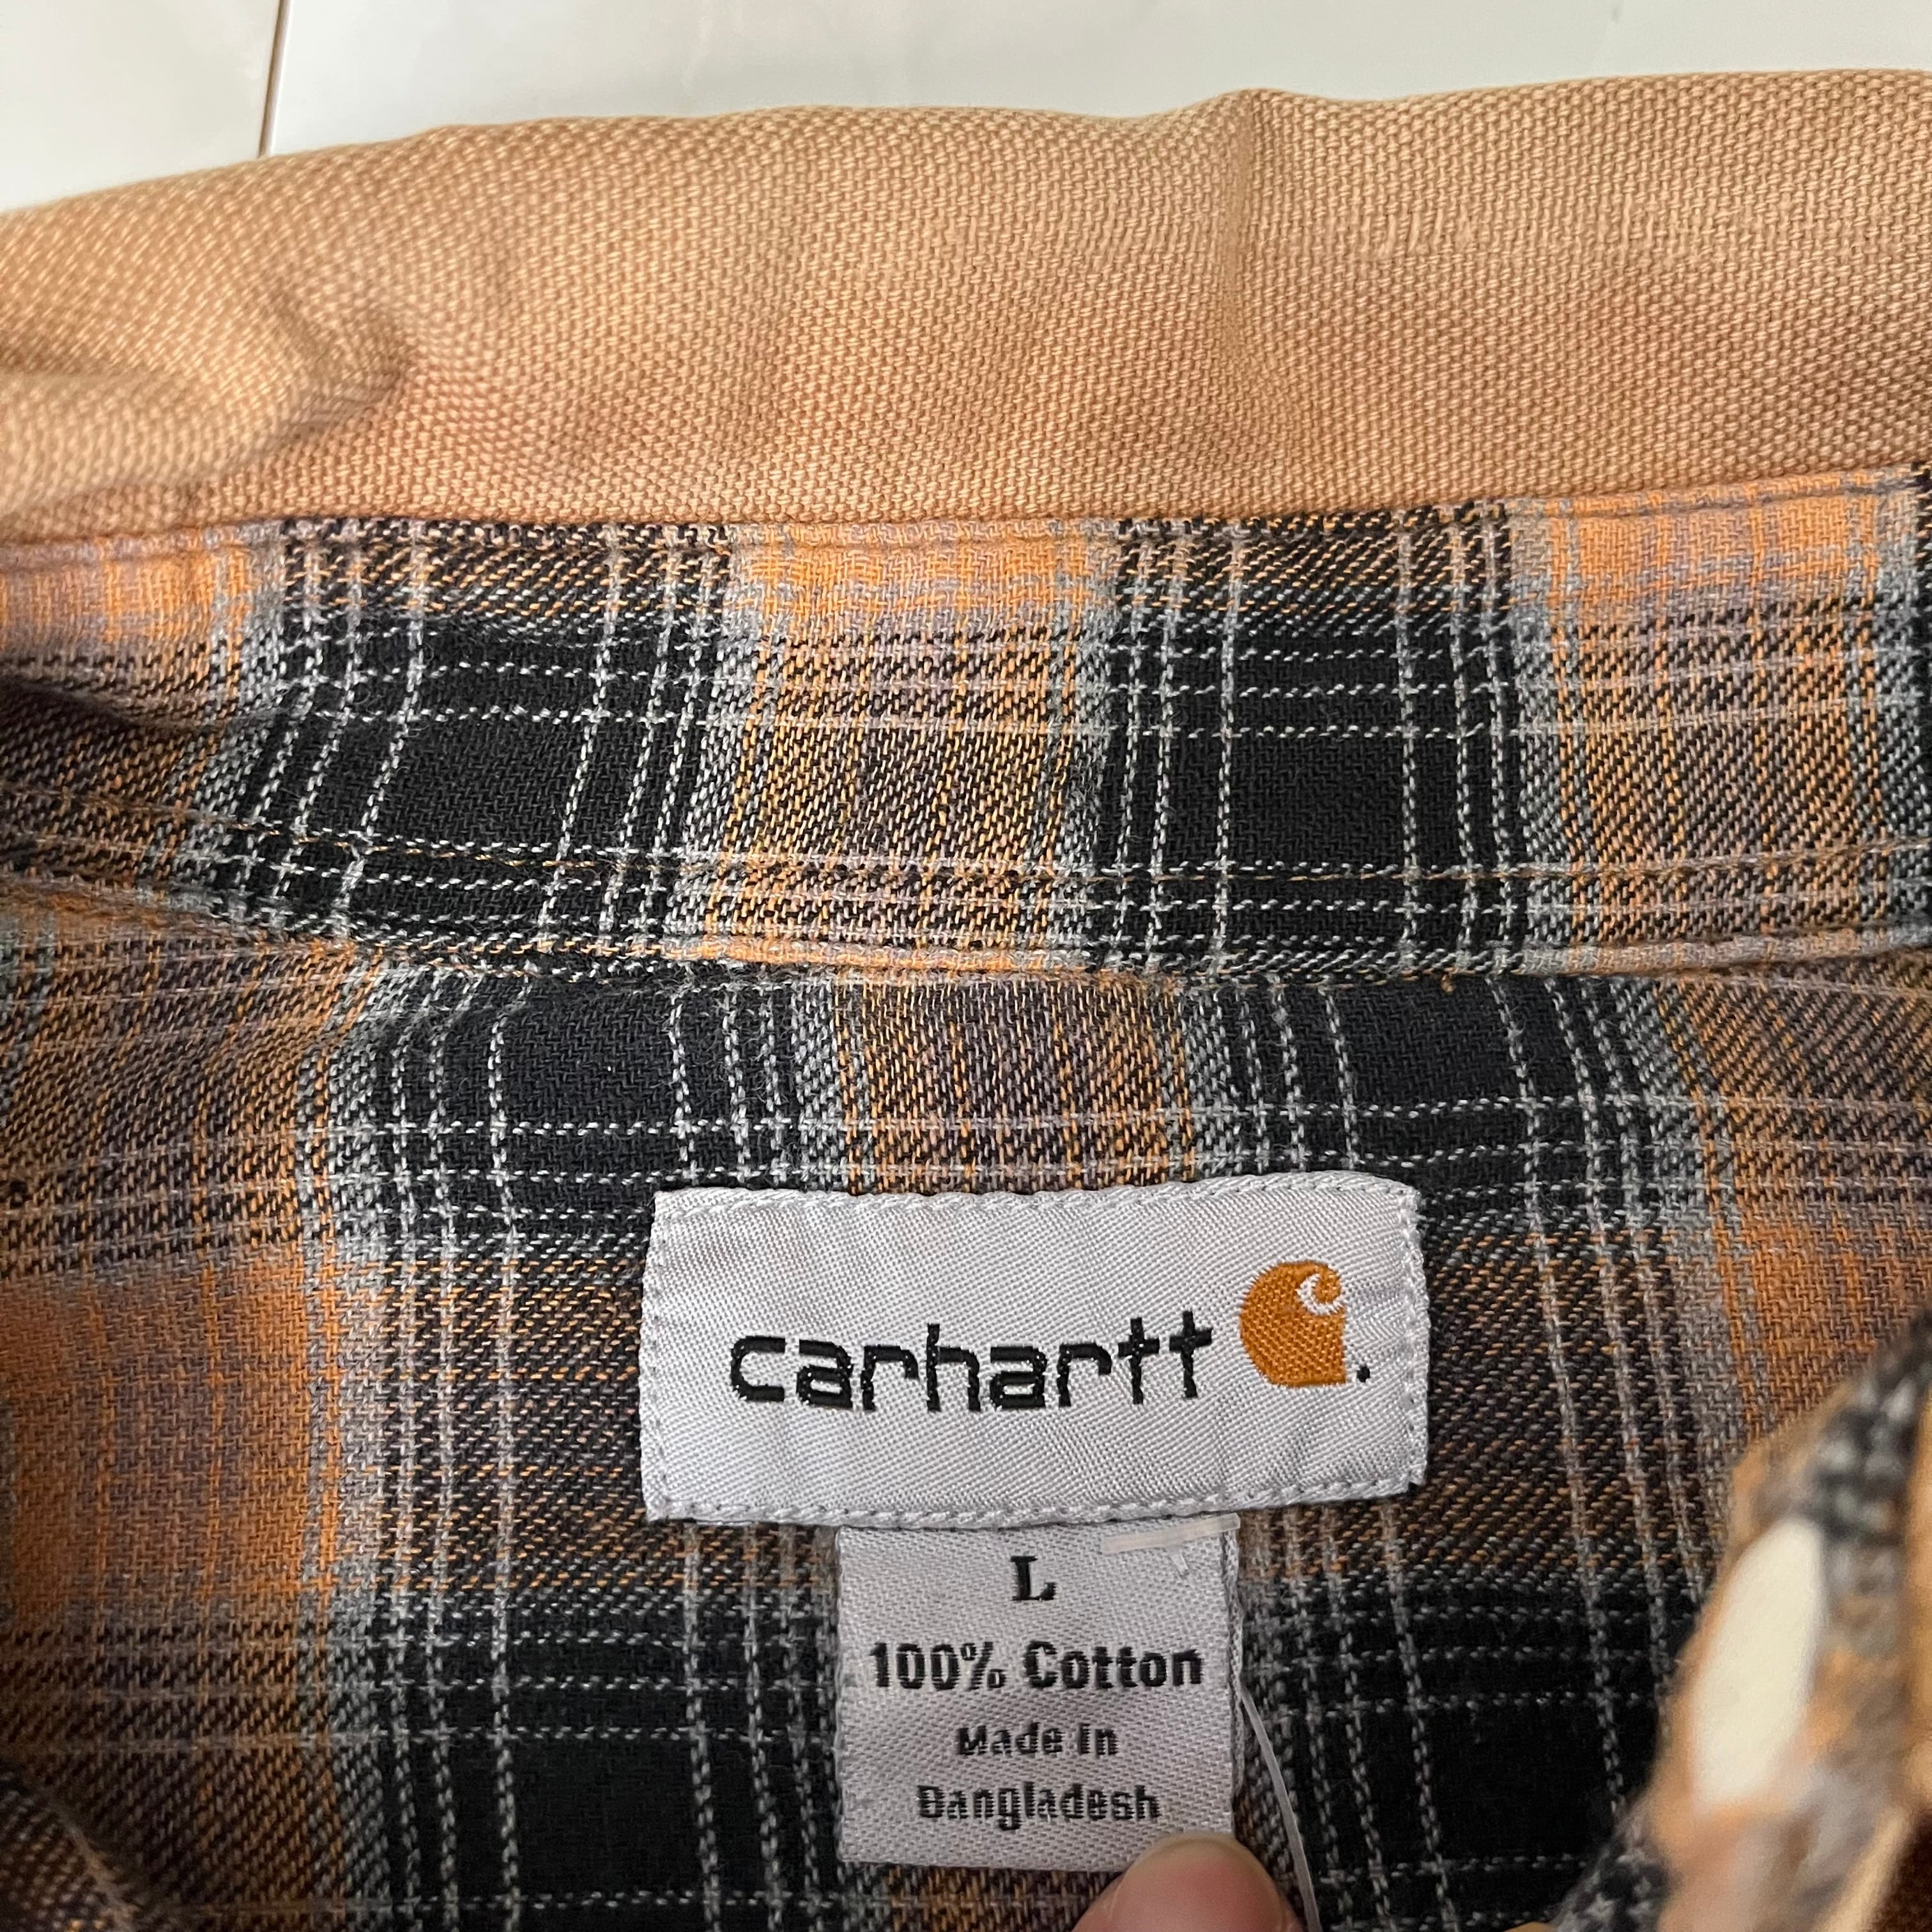 carhartt
L
100% Cotton
Made In
Bangladesh